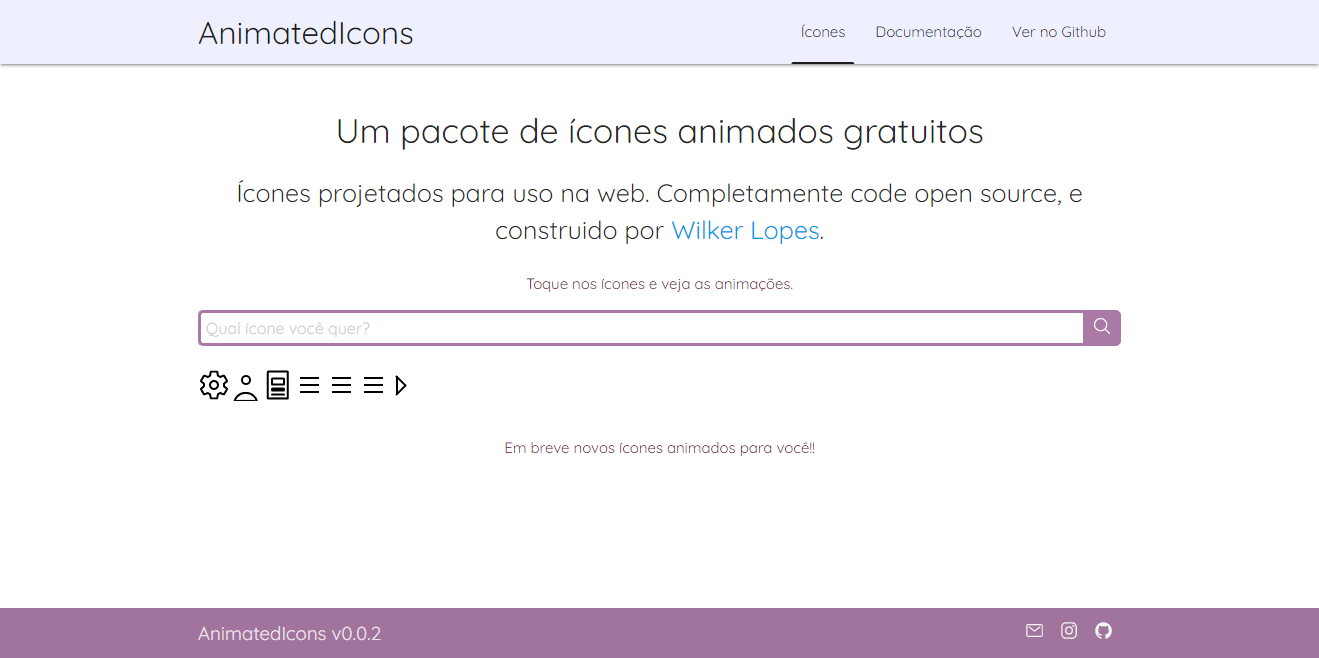 AnimatedIcons
Ícones
Documentação
Ver no Github
Um pacote de ícones animados gratuitos
Ícones projetados para uso na web. Completamente code open source, e
construido por Wilker Lopes.
Toque nos ícones e veja as animações.
Qual ícone você quer?
Em breve novos ícones animados para você!!
AnimatedIcons v0.0.2